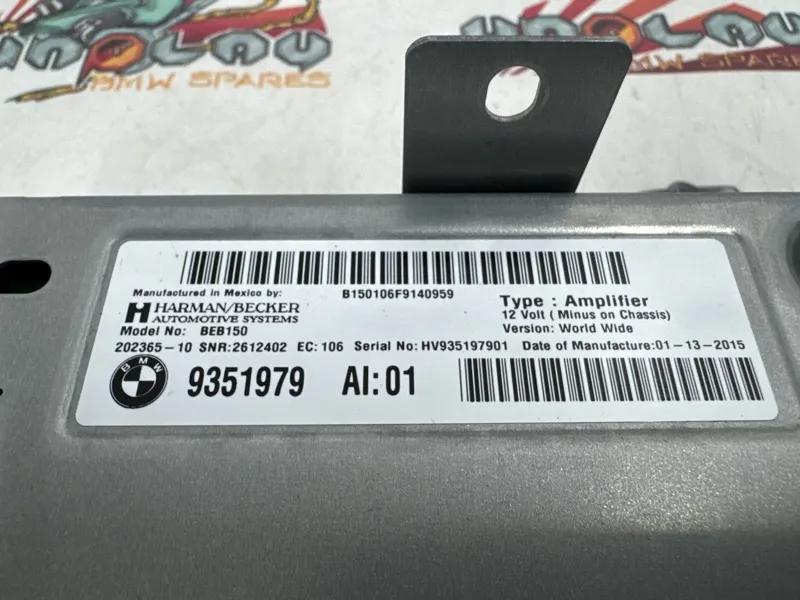 UNPLAU
BMW SPARES
UNPLAU
BMW SPARES
Manufactured in Mexico by:
HARMAN/BECKER
AUTOMOTIVE SYSTEMS
Model No: BEB150
B150106F9140959
Type : Amplifier
12 Volt ( Minus on Chassis)
Version: World Wide
202365-10 SNR:2612402 EC: 106 Serial No: HV935197901 Date of Manufacture:01-13-2015
BMW
9351979 AI:01